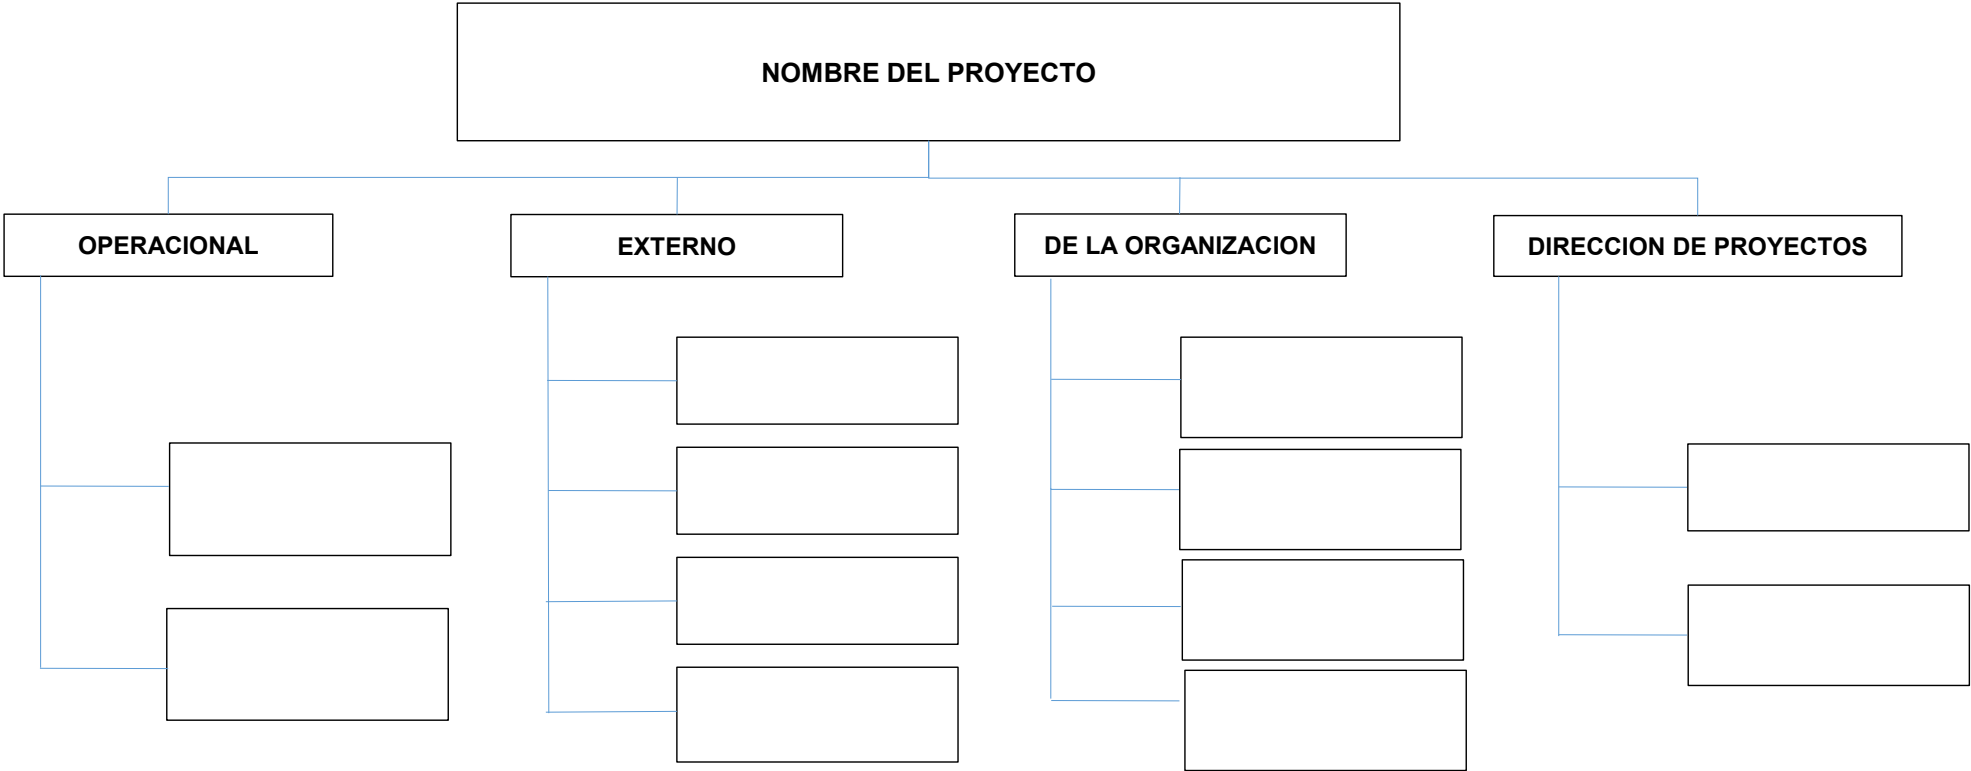 NOMBRE DEL PROYECTO
OPERACIONAL
EXTERNO
DE LA ORGANIZACION
DIRECCION DE PROYECTOS